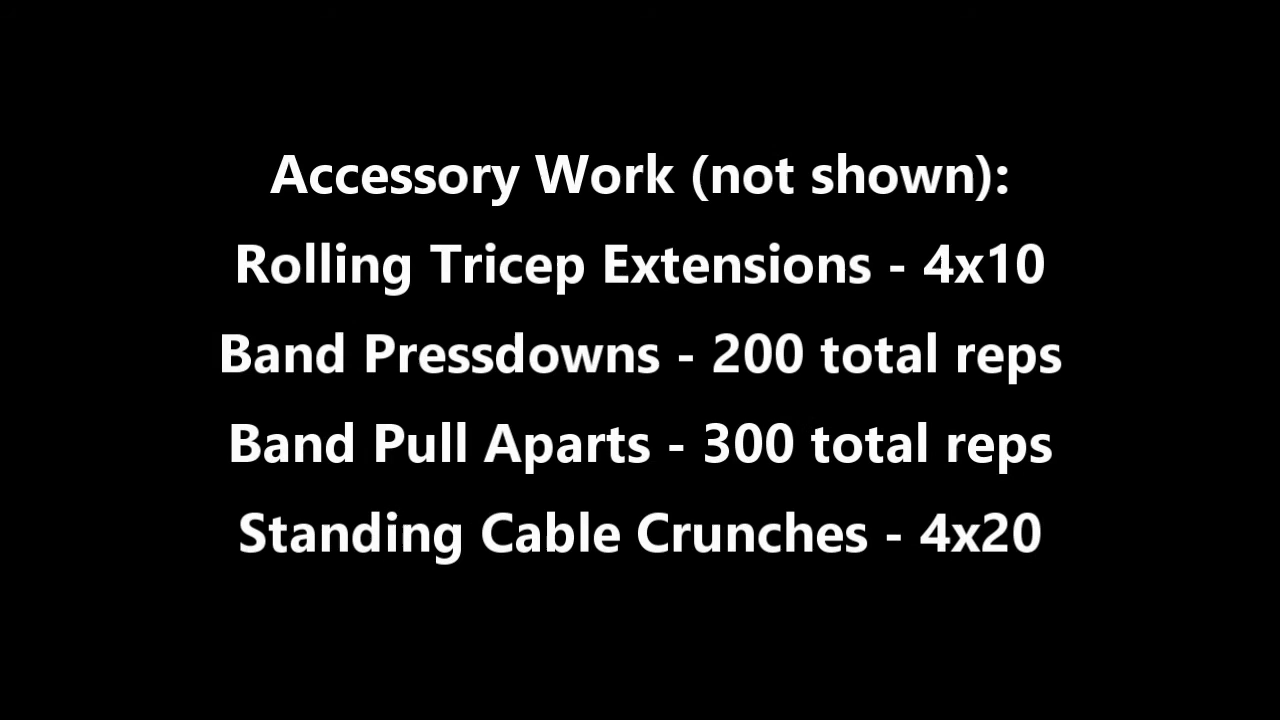 Accessory Work (not shown):
Rolling Tricep Extensions - 4x10
Band Pressdowns - 200 total reps
Band Pull Aparts - 300 total reps
Standing Cable Crunches - 4x20